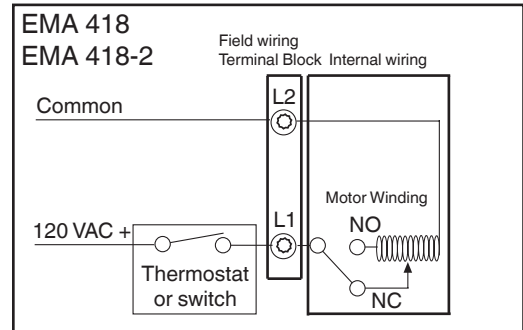 EMA 418
EMA 418-2
Field wiring
Terminal Block Internal wiring
L2
Common
Motor Winding
L1
NO
120 VAC +
Thermostat
or switch
NC